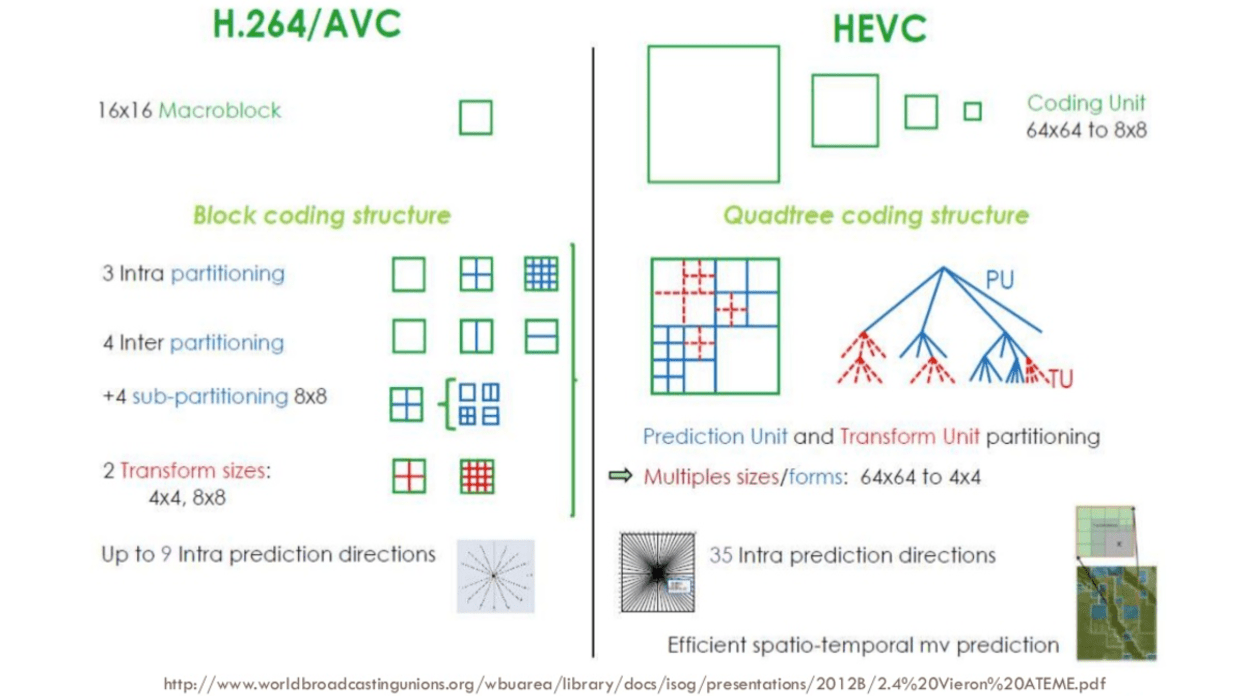 H.264/AVC
16x16 Macroblock
Block coding structure
3 Intra partitioning
4 Inter partitioning
+4 sub-partitioning 8x8
2 Transform sizes:
4x4, 8x8
Up to 9 Intra prediction directions
HEVC
Coding Unit
64x64 to 8x8
Quadtree coding structure
PU
TU
Prediction Unit and Transform Unit partitioning
Multiples sizes/forms: 64x64 to 4x4
35 Intra prediction directions
Efficient spatio-temporal mv prediction
http://www.worldbroadcastingunions.org/wbuarea/library/docs/isog/presentations/2012B/2.4%20Vieron%20ATEME.pdf